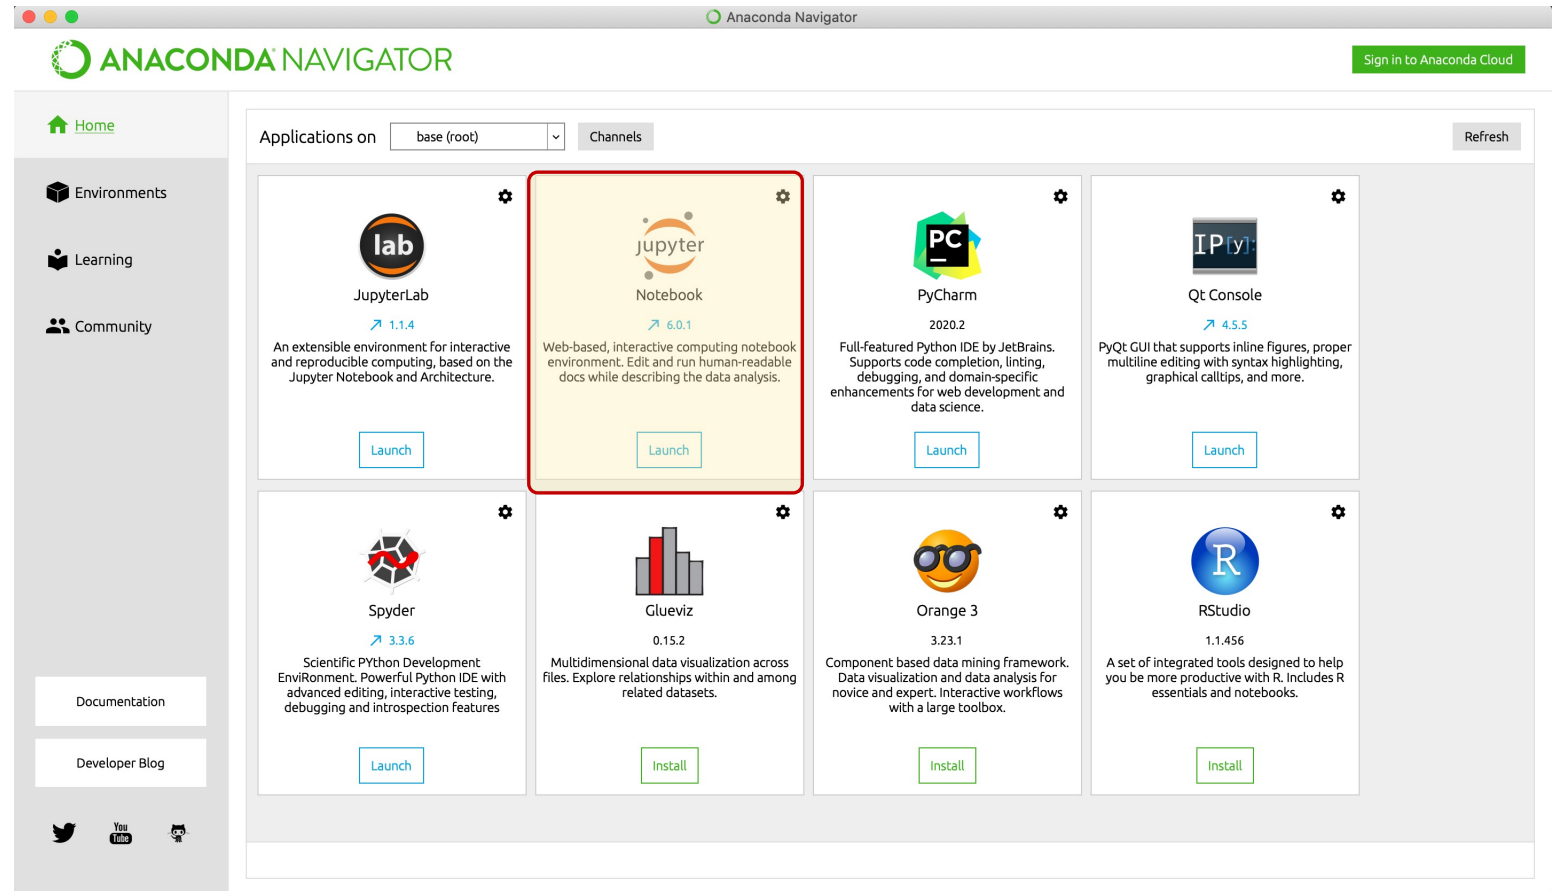 Anaconda Navigator
ANACONDA NAVIGATOR
Sign in to Anaconda Cloud
Home
Environments
Learning
Community
Documentation
Developer Blog
You
Tube
Applications on
base (root)
Channels
Refresh
lab
JupyterLab
1.1.4
An extensible environment for interactive
and reproducible computing, based on the
Jupyter Notebook and Architecture.
Launch
jupyter
Notebook
6.0.1
Web-based, interactive computing notebook
environment. Edit and run human-readable
docs while describing the data analysis.
Launch
PC
PyCharm
2020.2
Full-featured Python IDE by JetBrains.
Supports code completion, linting,
debugging, and domain-specific
enhancements for web development and
data science.
Launch
IP[y]:
Qt Console
4.5.5
PyQt GUI that supports inline figures, proper
multiline editing with syntax highlighting,
graphical calltips, and more.
Launch
Spyder
3.3.6
Scientific PYthon Development
EnviRonment. Powerful Python IDE with
advanced editing, interactive testing,
debugging and introspection features
Launch
Glueviz
0.15.2
Multidimensional data visualization across
files. Explore relationships within and among
related datasets.
Install
Orange 3
3.23.1
Component based data mining framework.
Data visualization and data analysis for
novice and expert. Interactive workflows
with a large toolbox.
Install
R
RStudio
1.1.456
A set of integrated tools designed to help
you be more productive with R. Includes R
essentials and notebooks.
Install